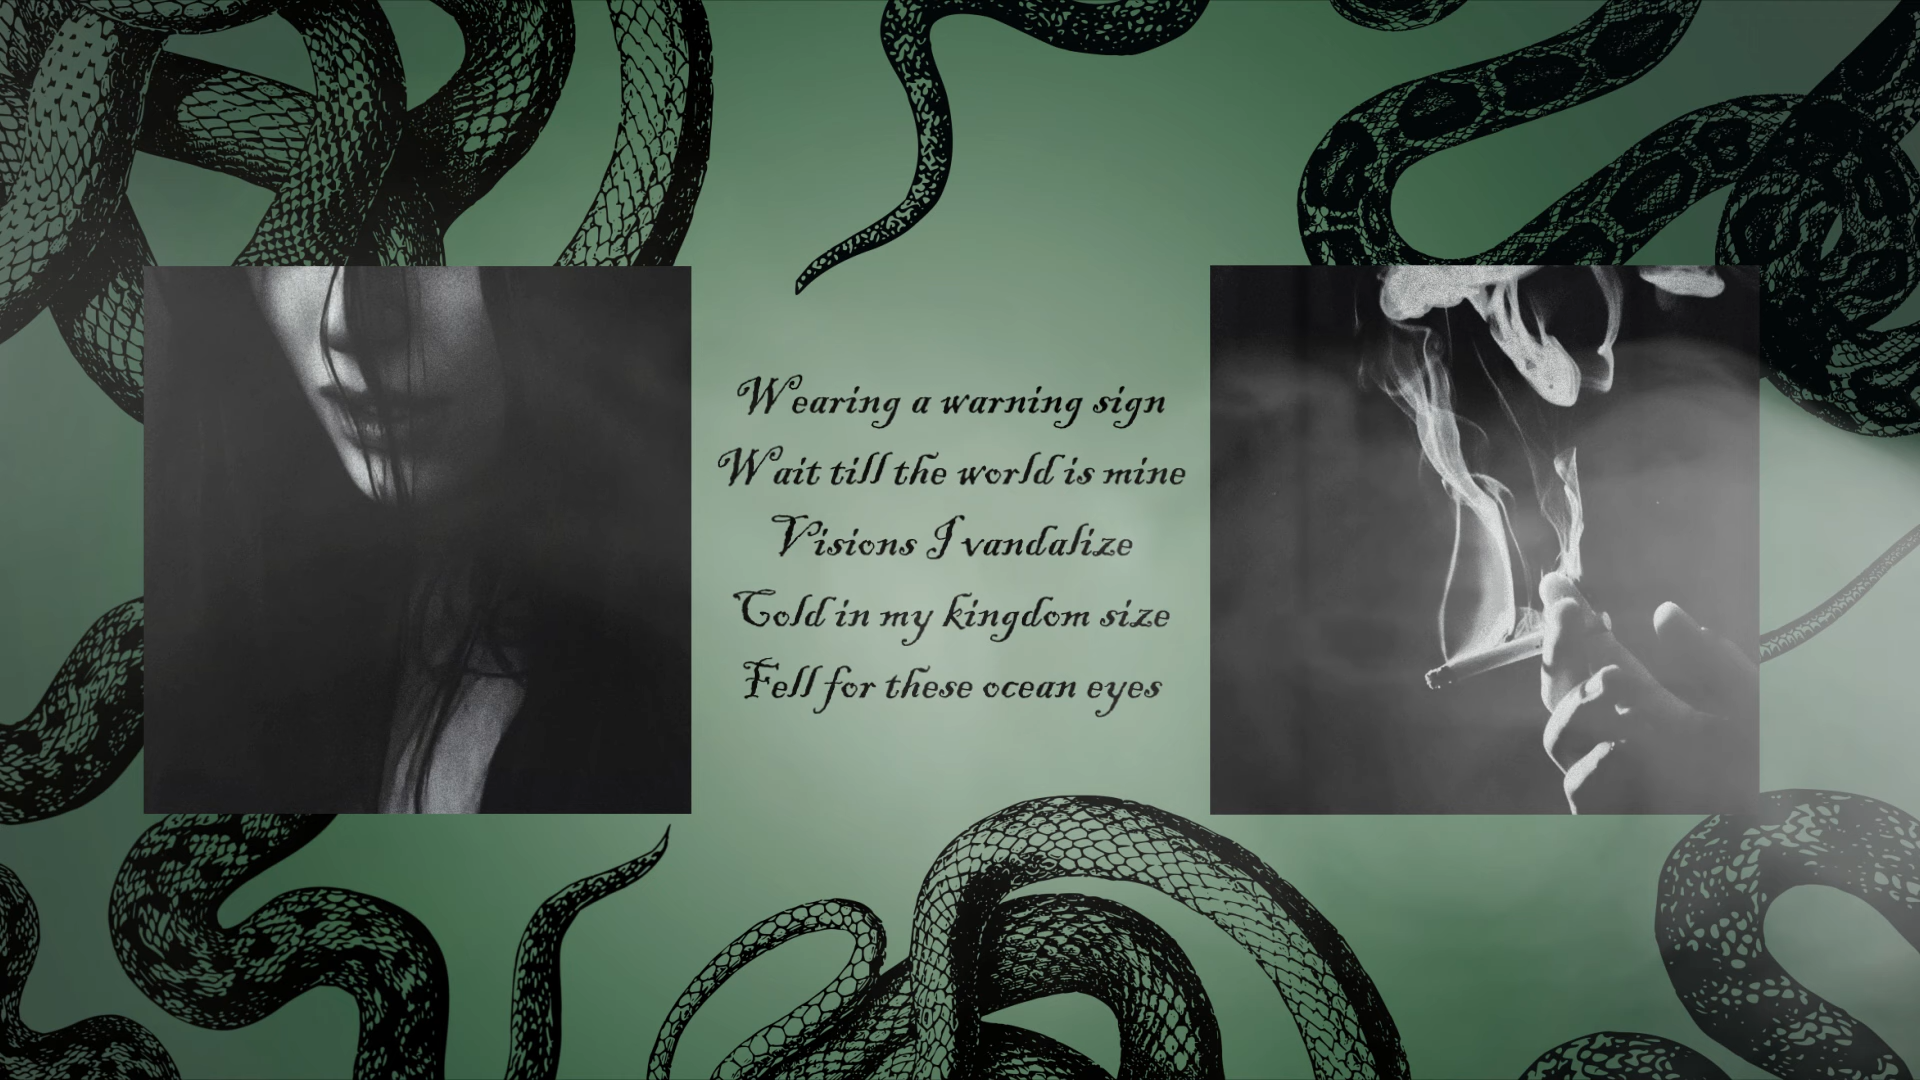 Wearing a warning sign
Wait till the world is mine
Visions I vandalize
Cold in my kingdom size
Fell for these ocean eyes